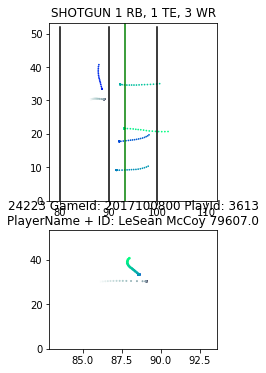 SHOTGUN 1 RB, 1 TE, 3 WR
50
40
30
20
10
0
80 90 100 110
24223 GameId: 2017100800 PlayId: 3613
PlayerName + ID: LeSean McCoy 79607.0
40
20
0
85.0 87.5 90.0 92.5